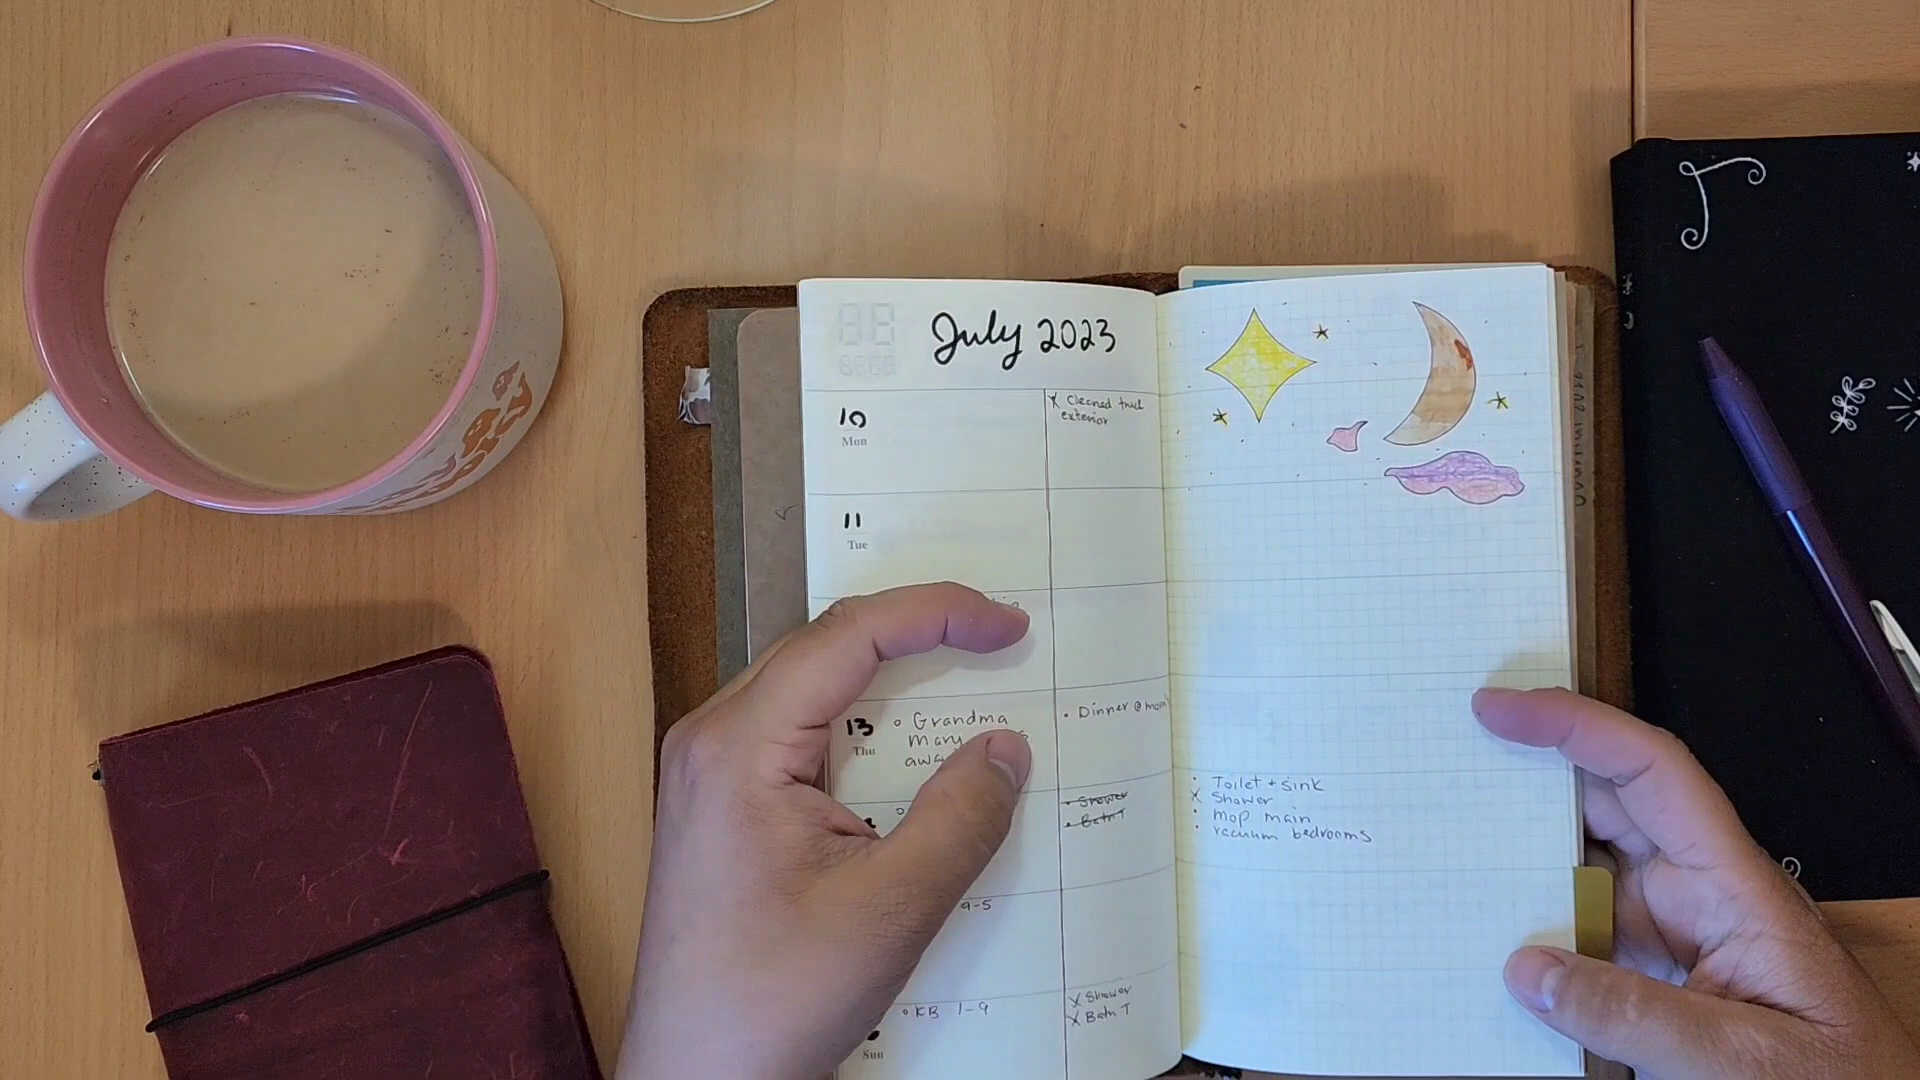 July 2023
10
Mon
x Cleaned truck
exterior
11
Tue
13
Thu
o Grandma
Mary
• Dinner @ mom
• Shower
• Bath T
• Toilet + sink
x Shower
• mop main
• vacuum bedrooms
9-5
o KB 1-9
Sun
x Shower
x Bath T